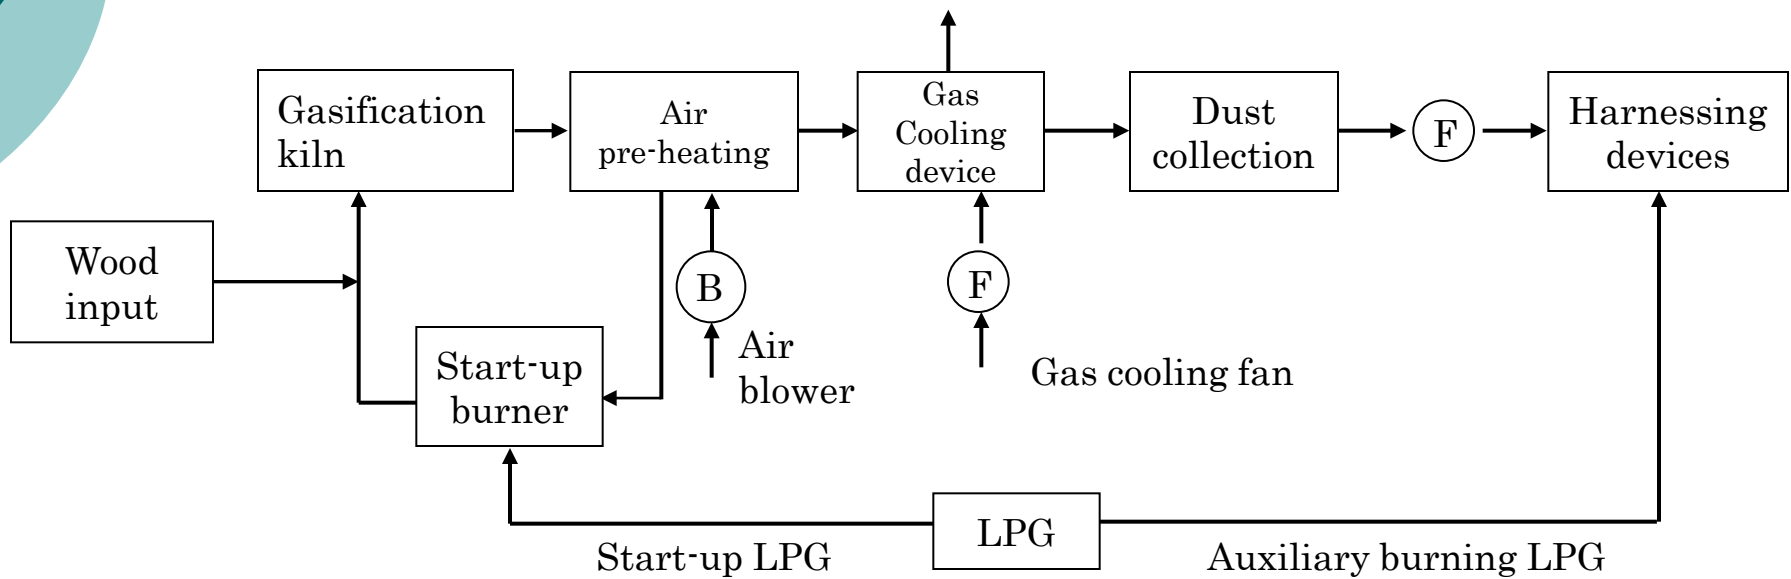 Gasification
kiln
Air
pre-heating
Gas
Cooling
device
Dust
collection
F
Harnessing
devices
Wood
input
B
F
Air
blower
Gas cooling fan
Start-up
burner
LPG
Start-up LPG
Auxiliary burning LPG